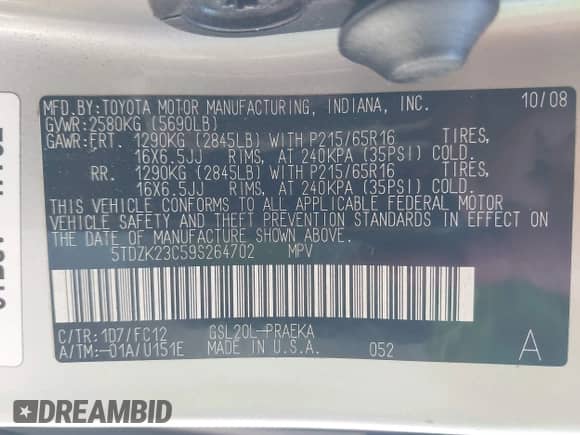 MFD.BY:TOYOTA MOTOR MANUFACTURING, INDIANA, INC. 10/08
GVWR:2580KG (5690LB)
GAWR:FRT. 1290KG (2845LB) WITH P215/65R16 TIRES,
16X6.5JJ RIMS, AT 240KPA (35PSI) COLD.
RR. 1290KG (2845LB) WITH P215/65R16 TIRES,
16X6.5JJ RIMS, AT 240KPA (35PSI) COLD.
THIS VEHICLE CONFORMS TO ALL APPLICABLE FEDERAL MOTOR
VEHICLE SAFETY AND THEFT PREVENTION STANDARDS IN EFFECT ON
THE DATE OF MANUFACTURE SHOWN ABOVE.
5TDZK23C59S264702 MPV
C/TR:1D7/FC12 GSL20L-PRAEKA
A/TM:-01A/U151E MADE IN U.S.A. 052 A
DREAMBID